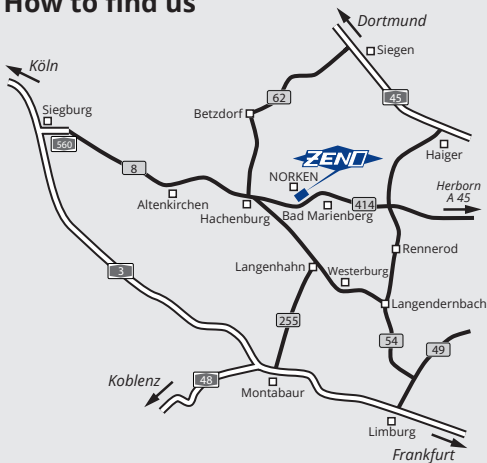 How to find us
Dortmund
Siegen
Köln
45
62
Siegburg
Betzdorf
560
Haiger
ZENO
8
NORKEN
Herborn
A 45
Altenkirchen
414
Hachenburg
Bad Marienberg
Rennerod
Langenhahn
Westerburg
3
Langendernbach
255
54
49
Koblenz
48
Montabaur
Limburg
Frankfurt